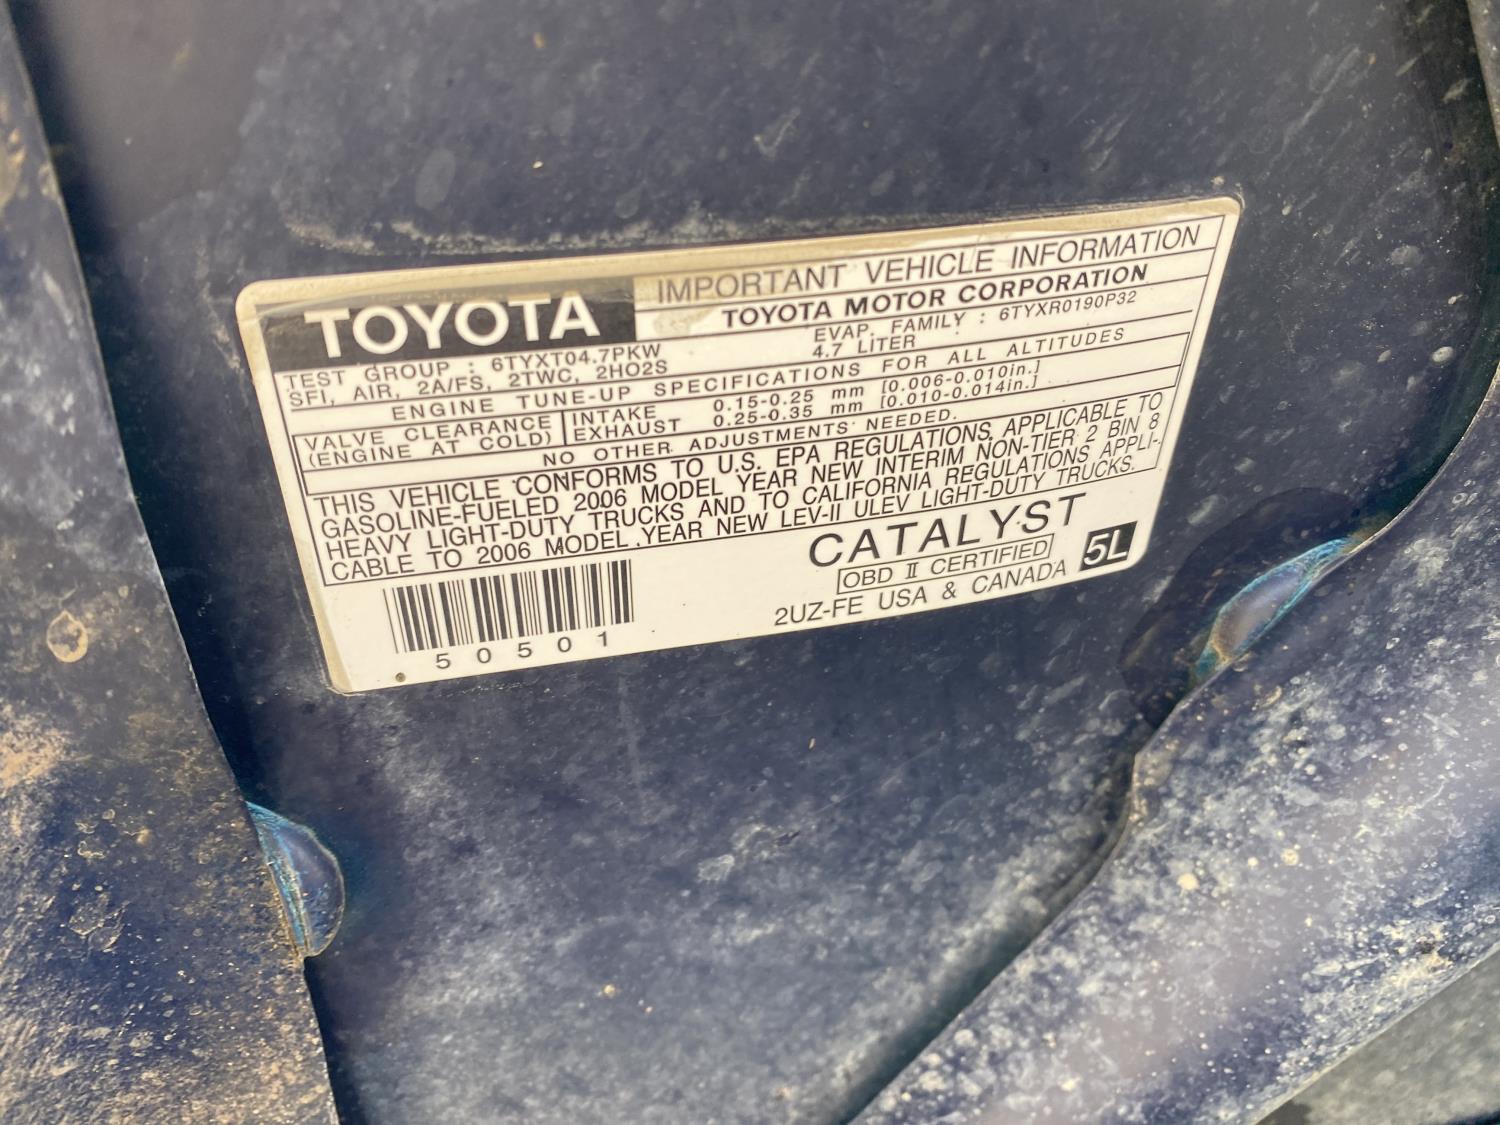 TOYOTA IMPORTANT VEHICLE INFORMATION
TOYOTA MOTOR CORPORATION
TEST GROUP : 6TYXT04.7PKW EVAP. FAMILY : 6TYXR0190P32
SFI, AIR, 2A/FS, 2TWC, 2HO2S 4.7 LITER
ENGINE TUNE-UP SPECIFICATIONS FOR ALL ALTITUDES
VALVE CLEARANCE INTAKE 0.15-0.25 mm [0.006-0.010in.]
(ENGINE AT COLD) EXHAUST 0.25-0.35 mm [0.010-0.014in.]
NO OTHER ADJUSTMENTS NEEDED.
THIS VEHICLE CONFORMS TO U.S. EPA REGULATIONS APPLICABLE TO
GASOLINE-FUELED 2006 MODEL YEAR NEW INTERIM NON-TIER 2 BIN 8
HEAVY LIGHT-DUTY TRUCKS AND TO CALIFORNIA REGULATIONS APPLI-
CABLE TO 2006 MODEL YEAR NEW LEV-II ULEV LIGHT-DUTY TRUCKS.
CATALYST
OBD II CERTIFIED 5L
2UZ-FE USA & CANADA
50501